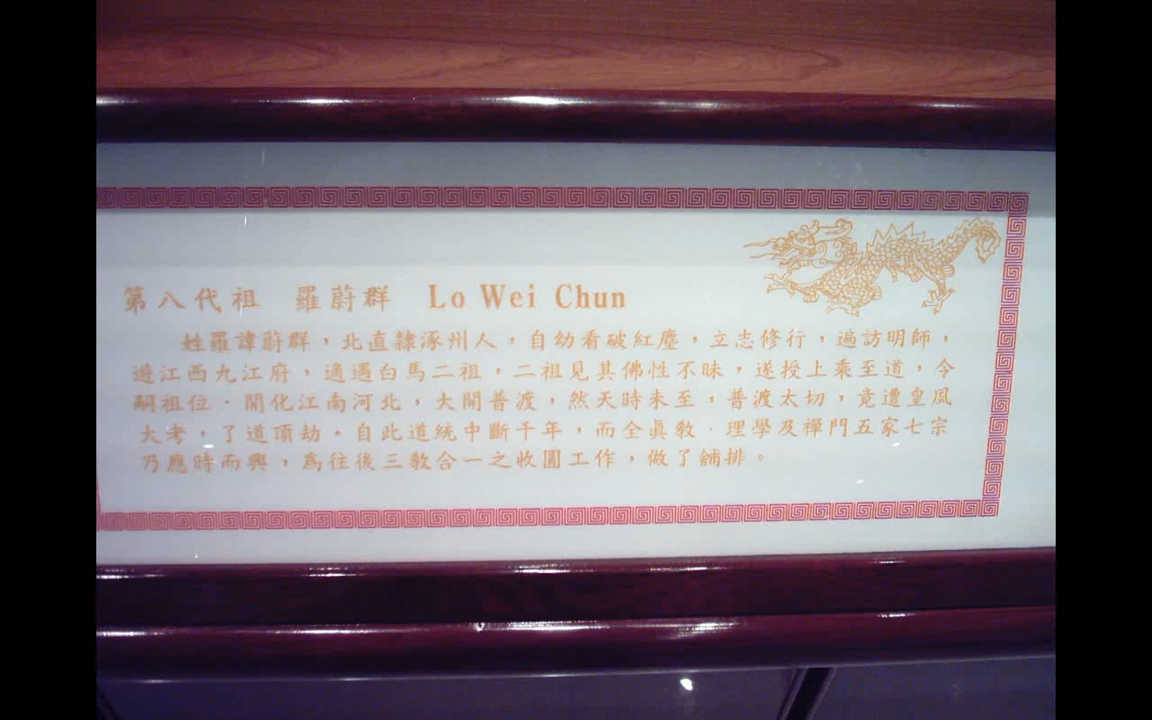 第八代祖 羅蔚群 Lo Wei Chun
姓羅諱蔚群，北直隸涿州人，自幼看破紅塵，立志修行，遍訪明師，
遊江西九江府，適遇白馬二祖，二祖見其佛性不昧，遂授上乘至道，令
嗣祖位．開化江南河北，大開普渡，然天時未至，普渡太切，竟遭皇風
大考，了道頂劫。自此道統中斷千年，而全眞教．理學及禪門五家七宗
乃應時而興，爲往後三教合一之收圓工作，做了舖排。